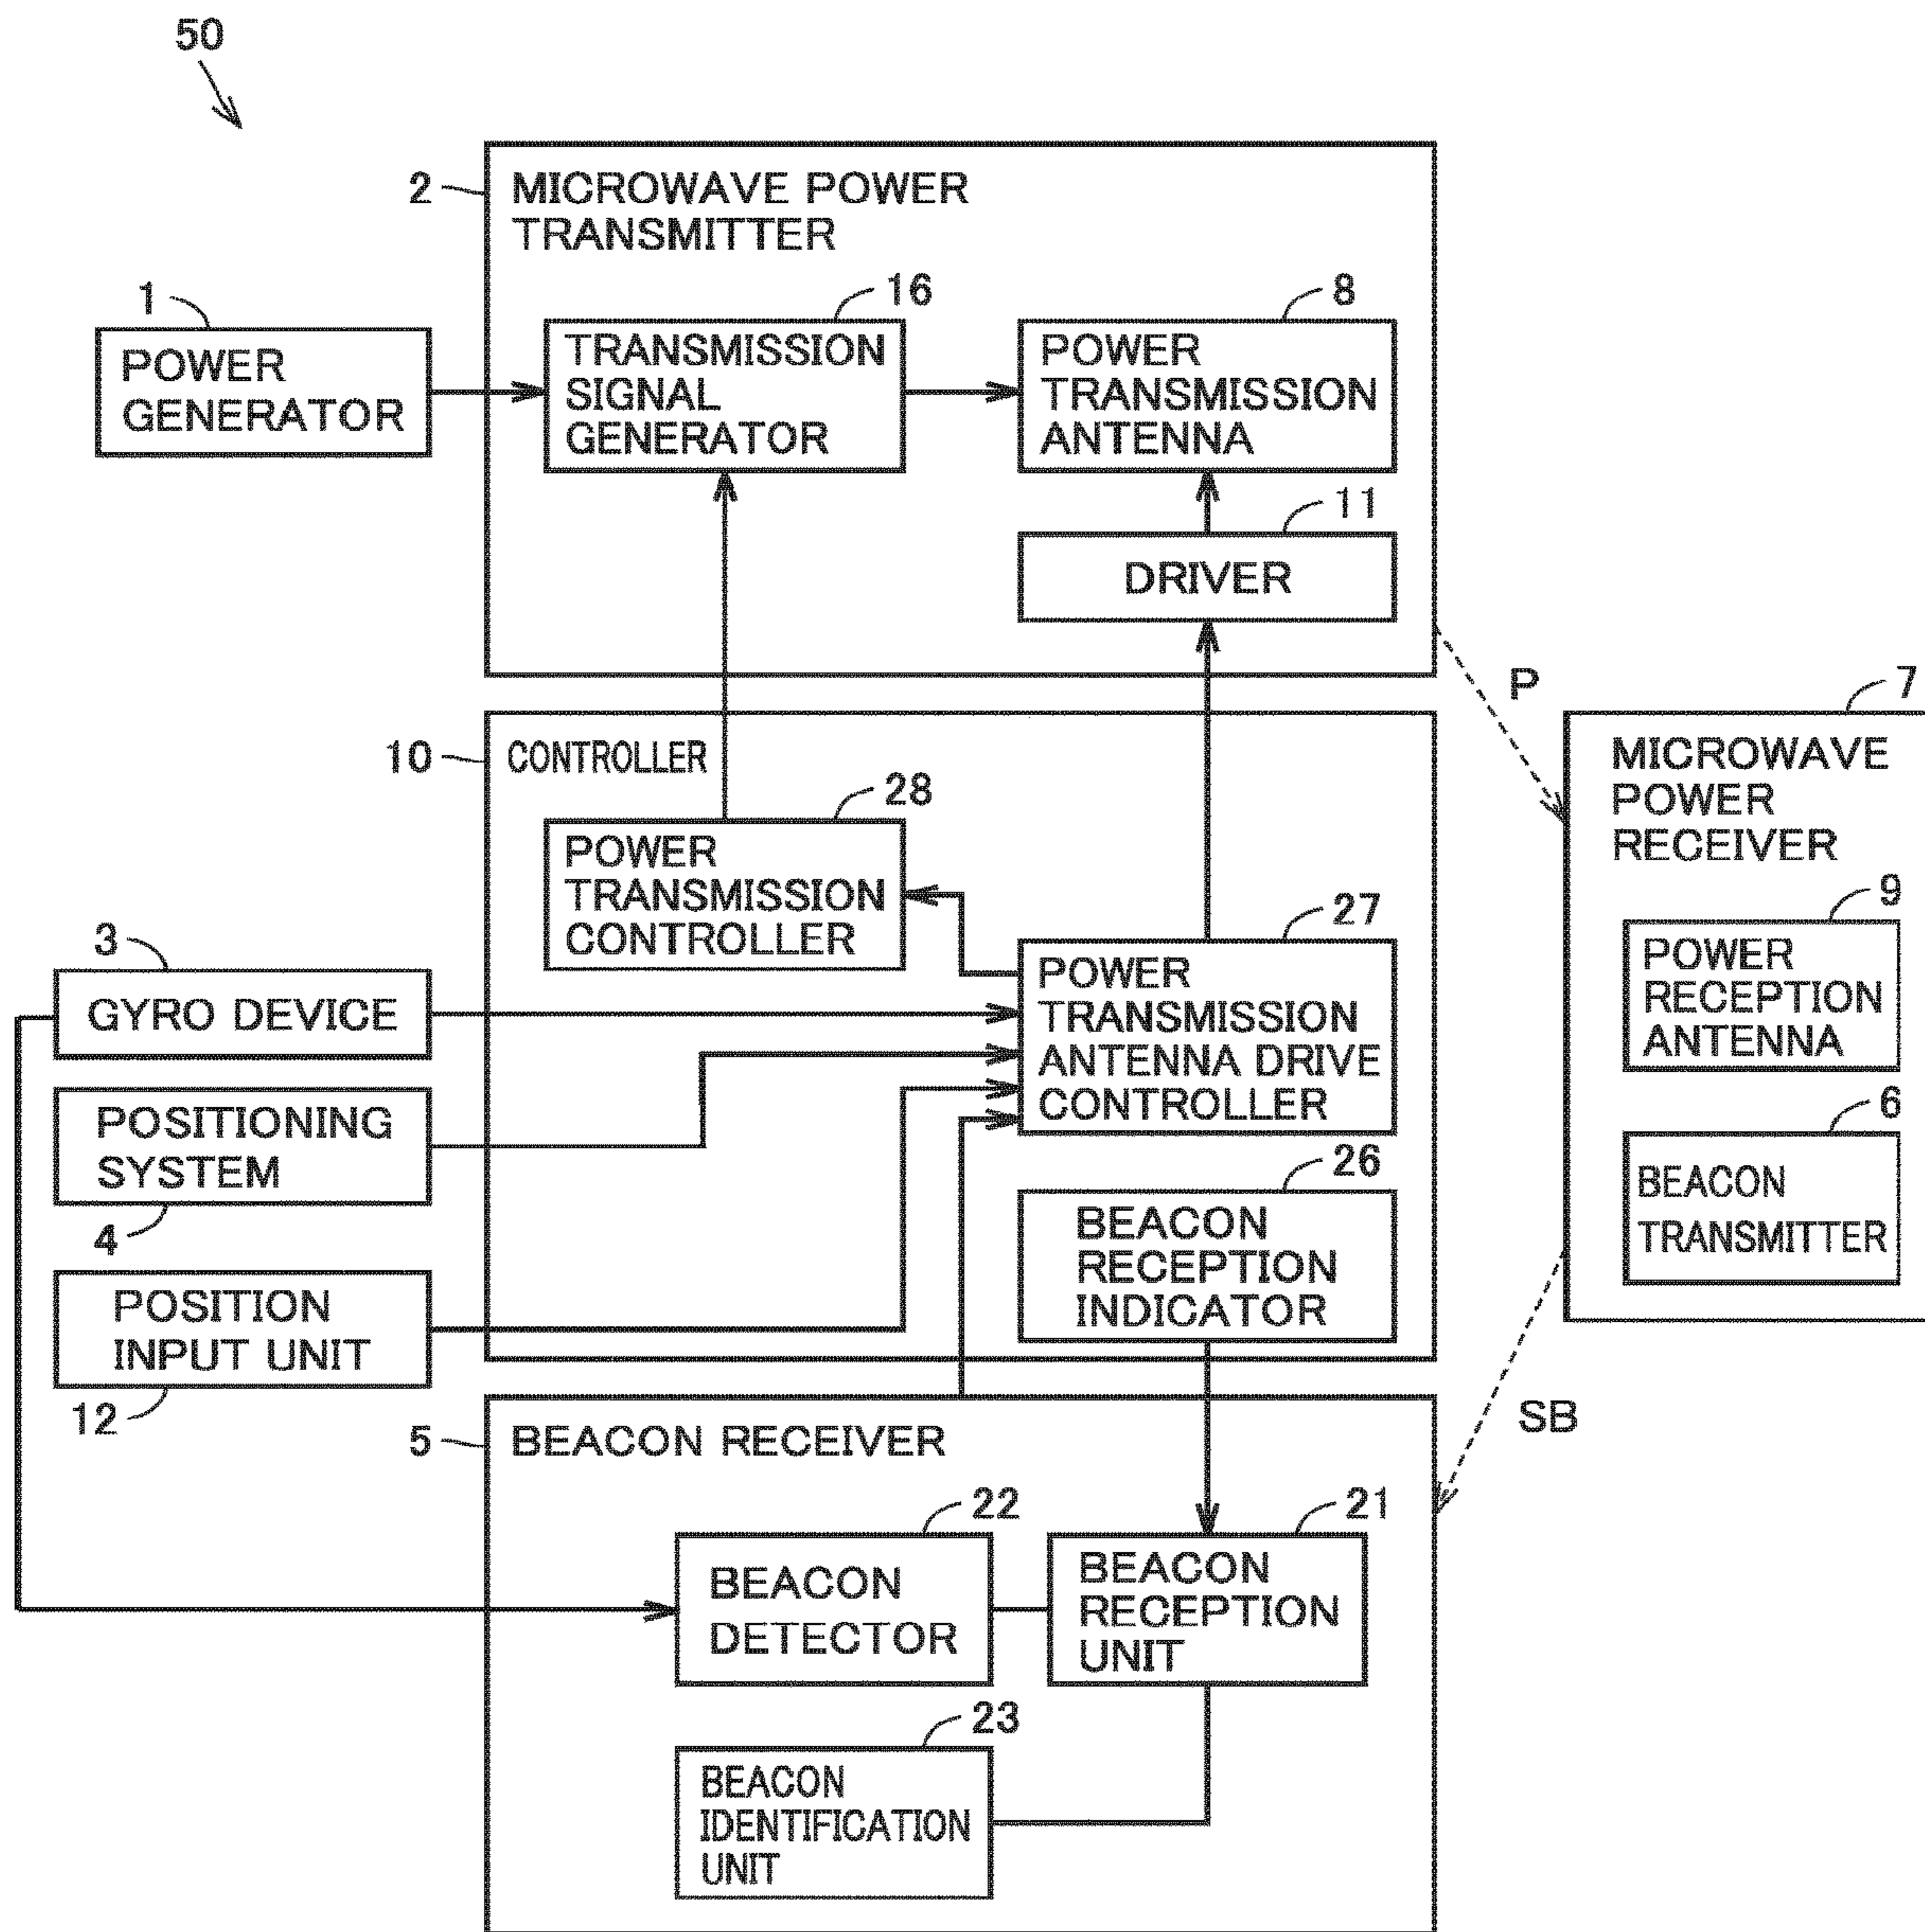 50
2
MICROWAVE POWER
TRANSMITTER
1
POWER
GENERATOR
16
TRANSMISSION
SIGNAL
GENERATOR
8
POWER
TRANSMISSION
ANTENNA
11
DRIVER
P
10
CONTROLLER
28
POWER
TRANSMISSION
CONTROLLER
27
POWER
TRANSMISSION
ANTENNA DRIVE
CONTROLLER
3
GYRO DEVICE
POSITIONING
SYSTEM
4
POSITION
INPUT UNIT
12
26
BEACON
RECEPTION
INDICATOR
7
MICROWAVE
POWER
RECEIVER
9
POWER
RECEPTION
ANTENNA
6
BEACON
TRANSMITTER
SB
5
BEACON RECEIVER
22
BEACON
DETECTOR
21
BEACON
RECEPTION
UNIT
23
BEACON
IDENTIFICATION
UNIT